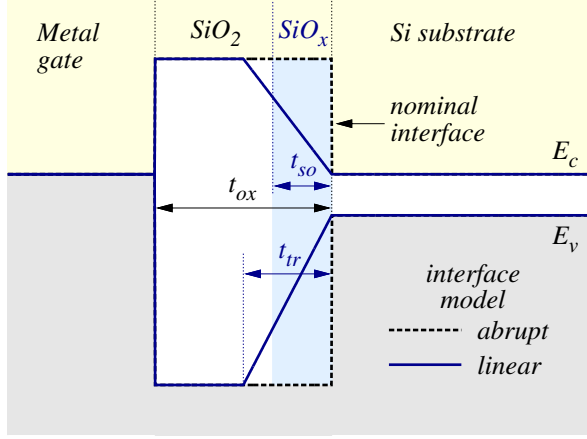 Metal
gate
SiO2
SiOx
Si substrate
nominal
interface
Ec
tso
tox
Ev
ttr
interface
model
abrupt
linear